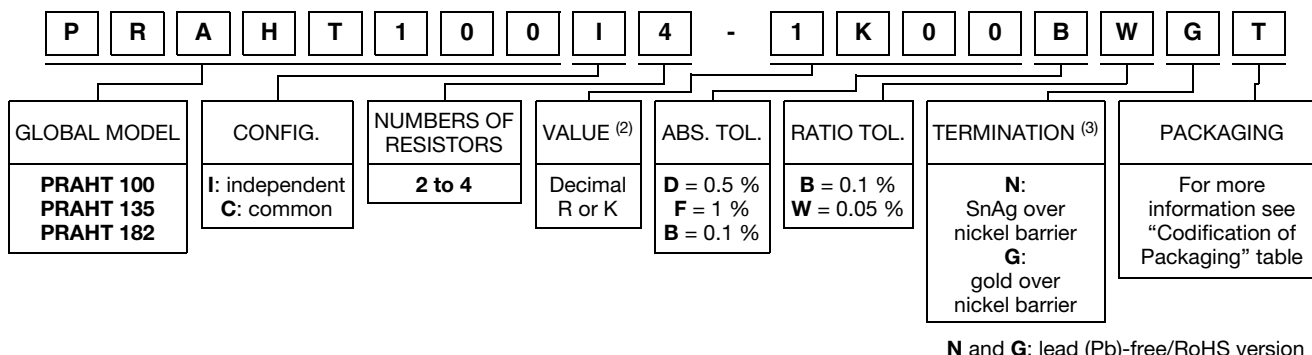 P R A H T 1 0 0 I 4 - 1 K 0 0 B W G T
GLOBAL MODEL
PRAHT 100
PRAHT 135
PRAHT 182
CONFIG.
I: independent
C: common
NUMBERS OF
RESISTORS
2 to 4
VALUE (2)
Decimal
R or K
ABS. TOL.
D = 0.5 %
F = 1 %
B = 0.1 %
RATIO TOL.
B = 0.1 %
W = 0.05 %
TERMINATION (3)
N:
SnAg over
nickel barrier
G:
gold over
nickel barrier
PACKAGING
For more
information see
“Codification of
Packaging” table
N and G: lead (Pb)-free/RoHS version